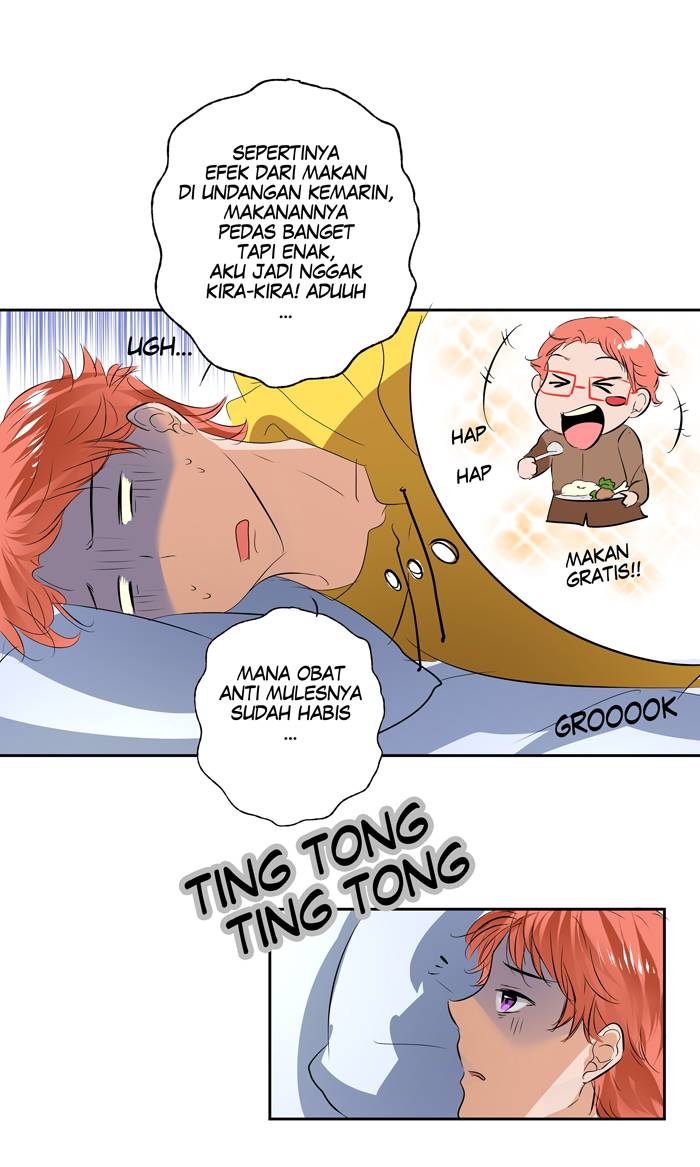 SEPERTINYA
EFEK DARI MAKAN
DI UNDANGAN KEMARIN,
MAKANANNYA
PEDAS BANGET
TAPI ENAK,
AKU JADI NGGAK
KIRA-KIRA! ADUUH
...
UGH...
HAP
HAP
MAKAN
GRATIS!!
MANA OBAT
ANTI MULESNYA
SUDAH HABIS
...
GROOOOK
TING TONG
TING TONG